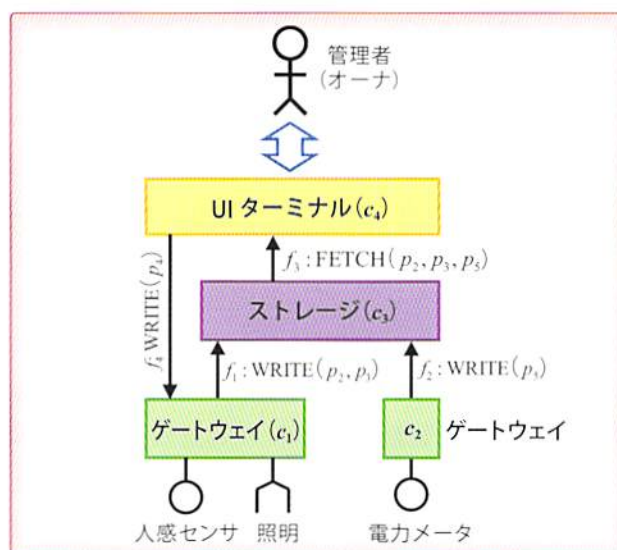 管理者
(オーナ)
UI ターミナル(c₄)
f₃ : FETCH(p₂, p₃, p₅)
f₄:WRITE(p₄)
ストレージ(c₃)
f₁ : WRITE(p₂, p₃)
f₂ : WRITE(p₅)
ゲートウェイ(c₁)
c₂ ゲートウェイ
人感センサ 照明 電力メータ